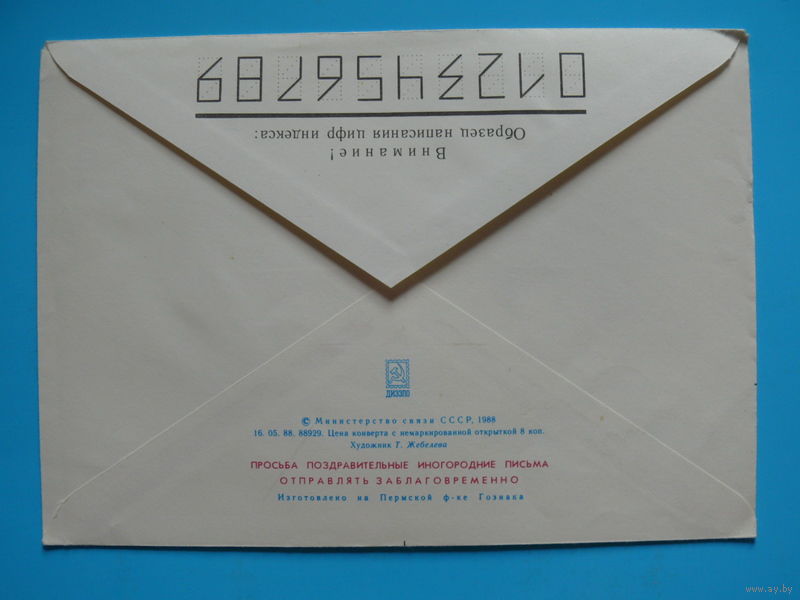 Внимание!
Образец написания цифр индекса:
0123456789
ДИЭЗПО
© Министерство связи СССР, 1988
16. 05. 88. 88929. Цена конверта с немаркированной открыткой 8 коп.
Художник Т. Жебелева
ПРОСЬБА ПОЗДРАВИТЕЛЬНЫЕ ИНОГОРОДНИЕ ПИСЬМА
ОТПРАВЛЯТЬ ЗАБЛАГОВРЕМЕННО
Изготовлено на Пермской ф-ке Гознака
www.ay.by